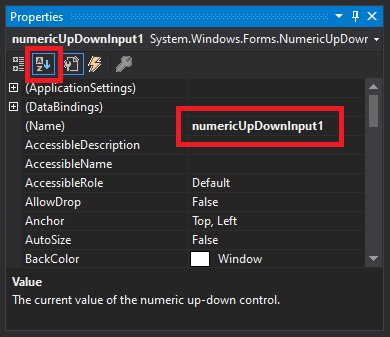 Properties
numericUpDownInput1 System.Windows.Forms.NumericUpDowr
(ApplicationSettings)
(DataBindings)
(Name) numericUpDownInput1
AccessibleDescription
AccessibleName
AccessibleRole Default
AllowDrop False
Anchor Top, Left
AutoSize False
BackColor Window
Value
The current value of the numeric up-down control.